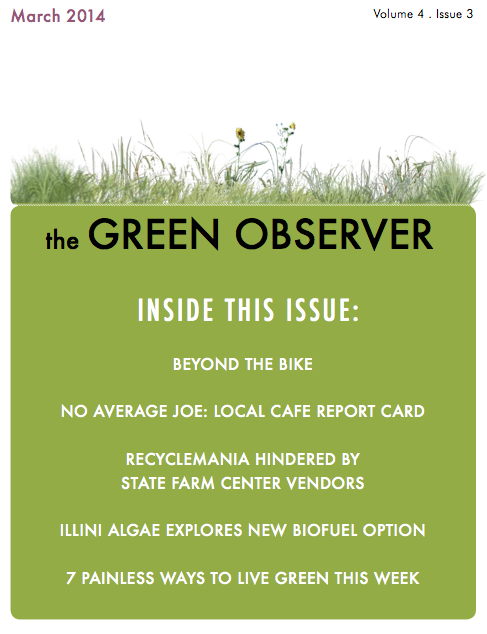 March 2014
Volume 4 . Issue 3
the GREEN OBSERVER
INSIDE THIS ISSUE:
BEYOND THE BIKE
NO AVERAGE JOE: LOCAL CAFE REPORT CARD
RECYCLEMANIA HINDERED BY
STATE FARM CENTER VENDORS
ILLINI ALGAE EXPLORES NEW BIOFUEL OPTION
7 PAINLESS WAYS TO LIVE GREEN THIS WEEK